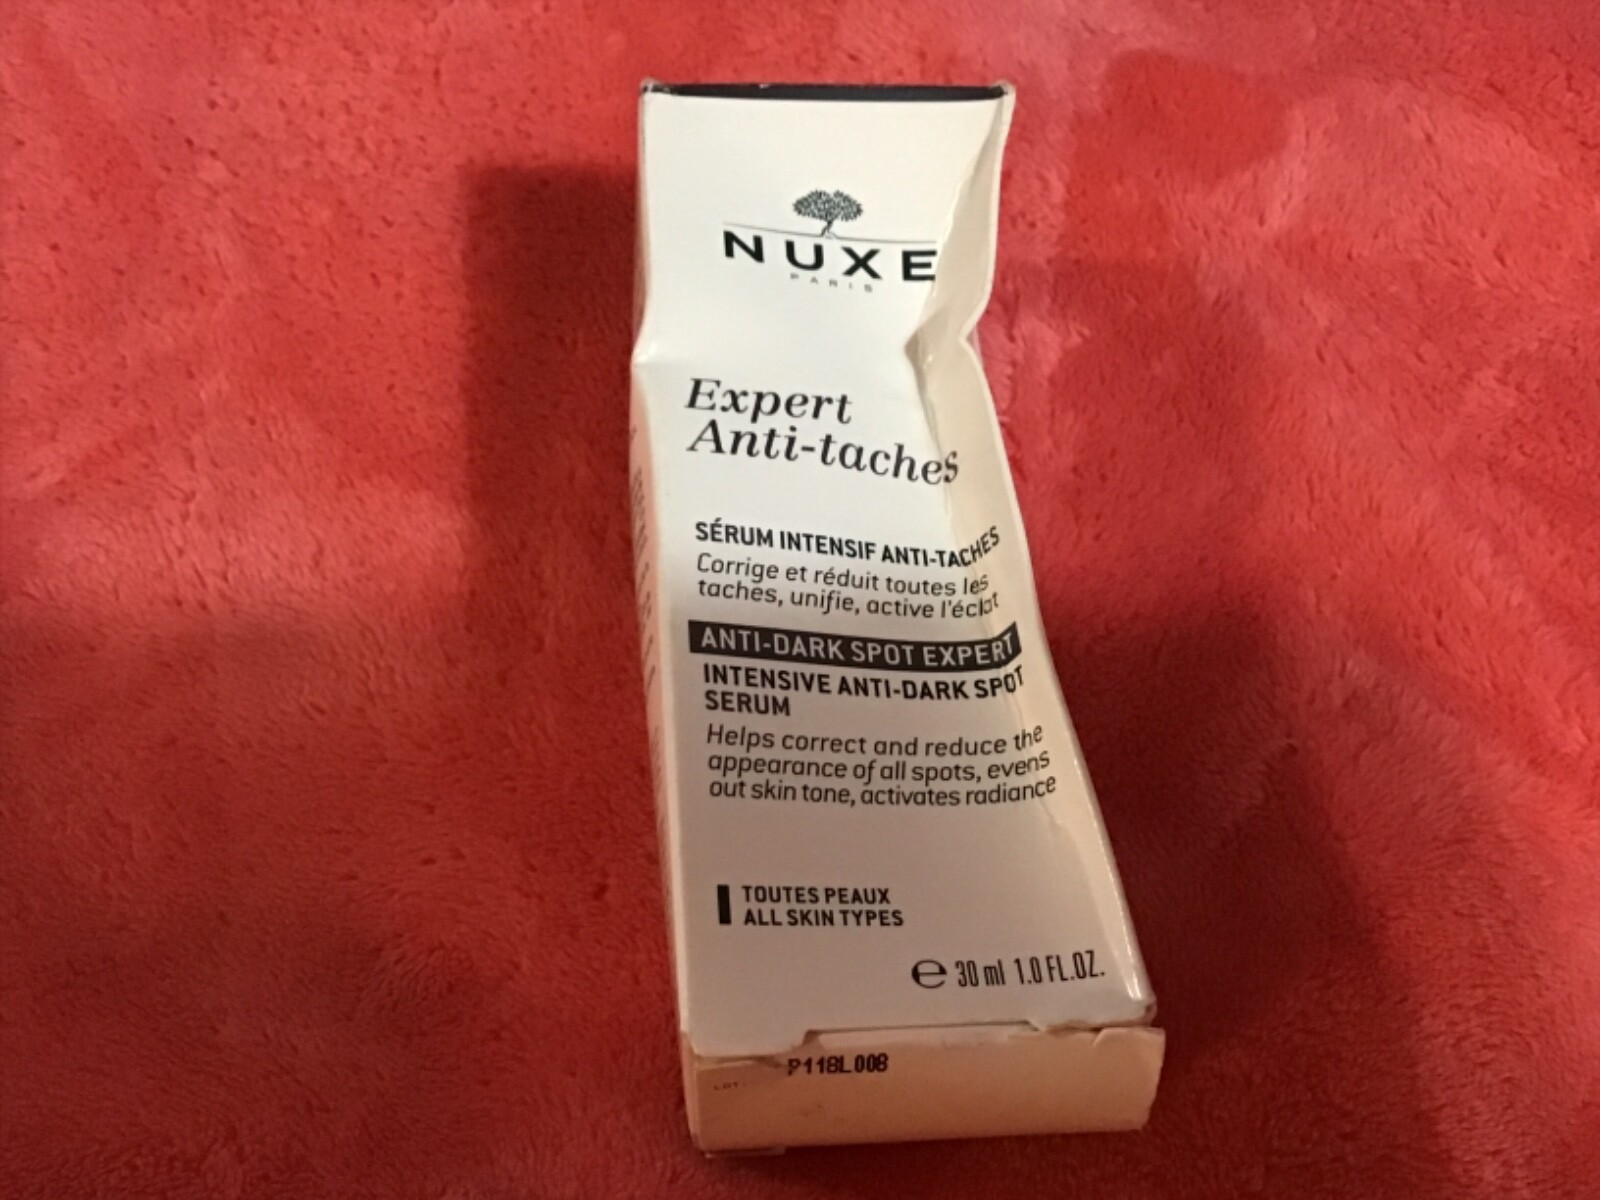 NUXE
PARIS
Expert
Anti-taches
SÉRUM INTENSIF ANTI-TACHES
Corrige et réduit toutes les
taches, unifie, active l'éclat
ANTI-DARK SPOT EXPERT
INTENSIVE ANTI-DARK SPOT
SERUM
Helps correct and reduce the
appearance of all spots, evens
out skin tone, activates radiance
TOUTES PEAUX
ALL SKIN TYPES
℮ 30 ml 1.0 FL.OZ.
LOT: P118L008